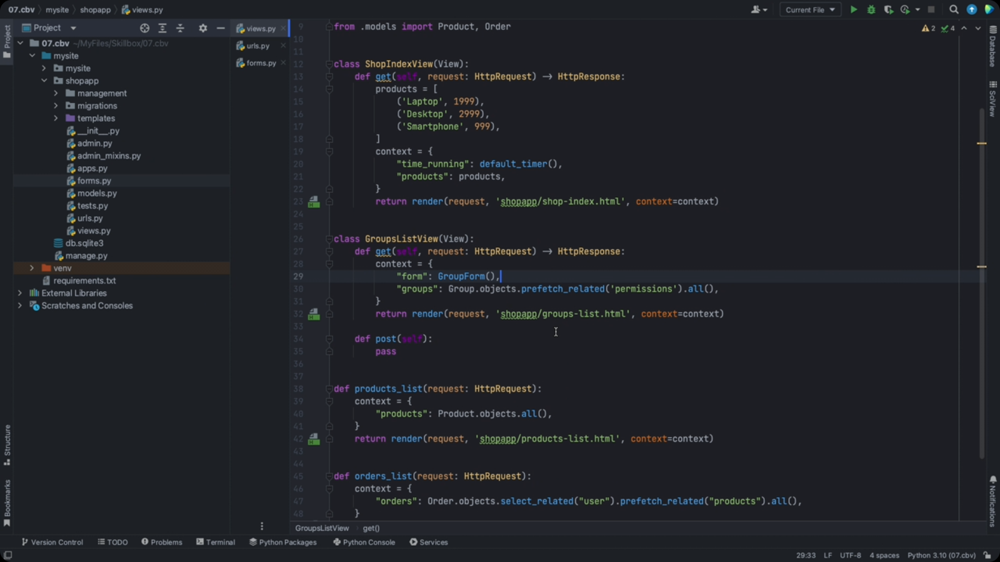 07.cbv mysite shopapp views.py
Current File
Project
views.py
urls.py
forms.py
07.cbv ~/MyFiles/Skillbox/07.cbv
mysite
mysite
shopapp
management
migrations
templates
__init__.py
admin.py
admin_mixins.py
apps.py
forms.py
models.py
tests.py
urls.py
views.py
db.sqlite3
manage.py
venv
requirements.txt
External Libraries
Scratches and Consoles
Project
Structure
Bookmarks
2 4
9 from .models import Product, Order
10
11
12 class ShopIndexView(View):
13 def get(self, request: HttpRequest) → HttpResponse:
14 products = [
15 ('Laptop', 1999),
16 ('Desktop', 2999),
17 ('Smartphone', 999),
18 ]
19 context = {
20 "time_running": default_timer(),
21 "products": products,
22 }
23 return render(request, 'shopapp/shop-index.html', context=context)
24
25
26 class GroupsListView(View):
27 def get(self, request: HttpRequest) → HttpResponse:
28 context = {
29 "form": GroupForm(),
30 "groups": Group.objects.prefetch_related('permissions').all(),
31 }
32 return render(request, 'shopapp/groups-list.html', context=context)
33
34 def post(self):
35 pass
36
37
38 def products_list(request: HttpRequest):
39 context = {
40 "products": Product.objects.all(),
41 }
42 return render(request, 'shopapp/products-list.html', context=context)
43
44
45 def orders_list(request: HttpRequest):
46 context = {
47 "orders": Order.objects.select_related("user").prefetch_related("products").all(),
48 }
GroupsListView get()
Database
SciView
Notifications
Version Control TODO Problems Terminal Python Packages Python Console Services
29:33 LF UTF-8 4 spaces Python 3.10 (07.cbv)